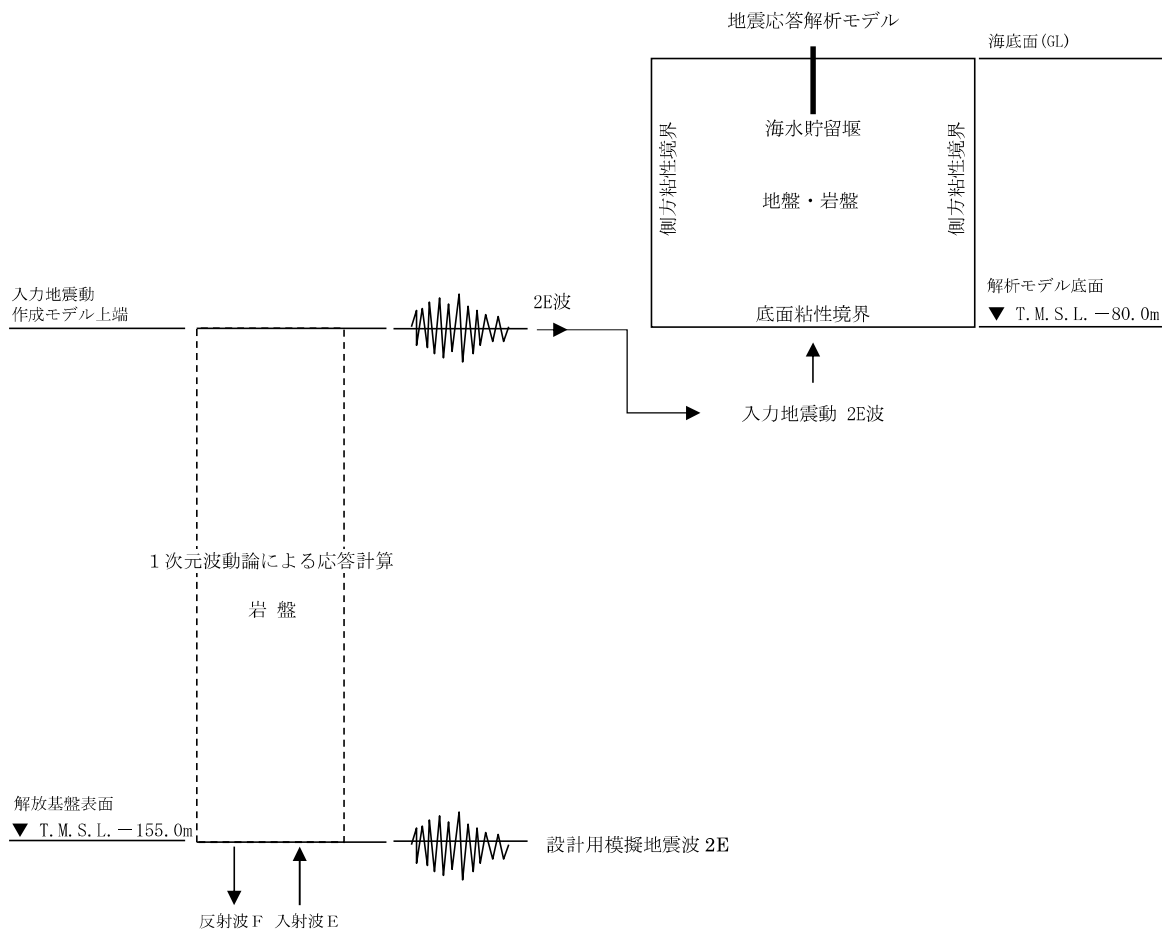 地震応答解析モデル
海底面(GL)
側方粘性境界
海水貯留堰
側方粘性境界
地盤・岩盤
解析モデル底面
▼ T.M.S.L.－80.0m
底面粘性境界
入力地震動
作成モデル上端
2E波
入力地震動 2E波
1次元波動論による応答計算
岩 盤
解放基盤表面
▼ T.M.S.L.－155.0m
設計用模擬地震波 2E
反射波F 入射波E